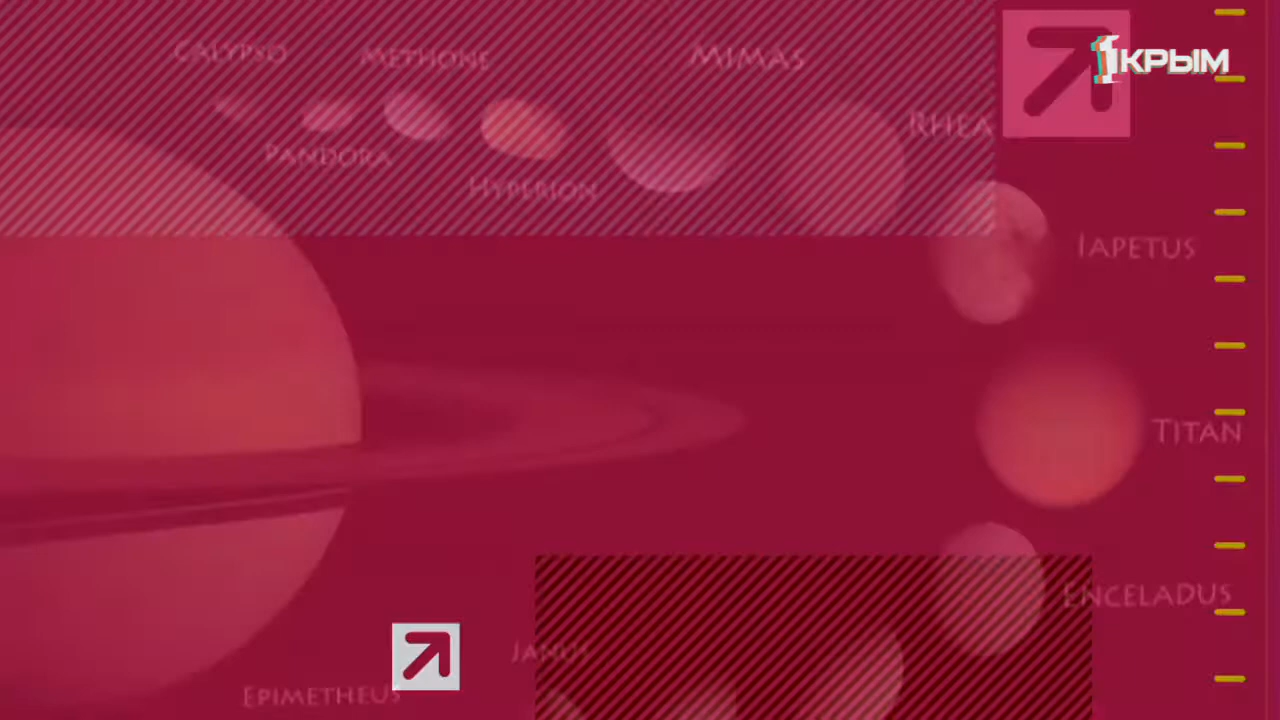 CALYPSO
METHONE
MIMAS
1КРЫМ
RHEA
PANDORA
HYPERION
IAPETUS
TITAN
ENCELADUS
JANUS
EPIMETHEUS